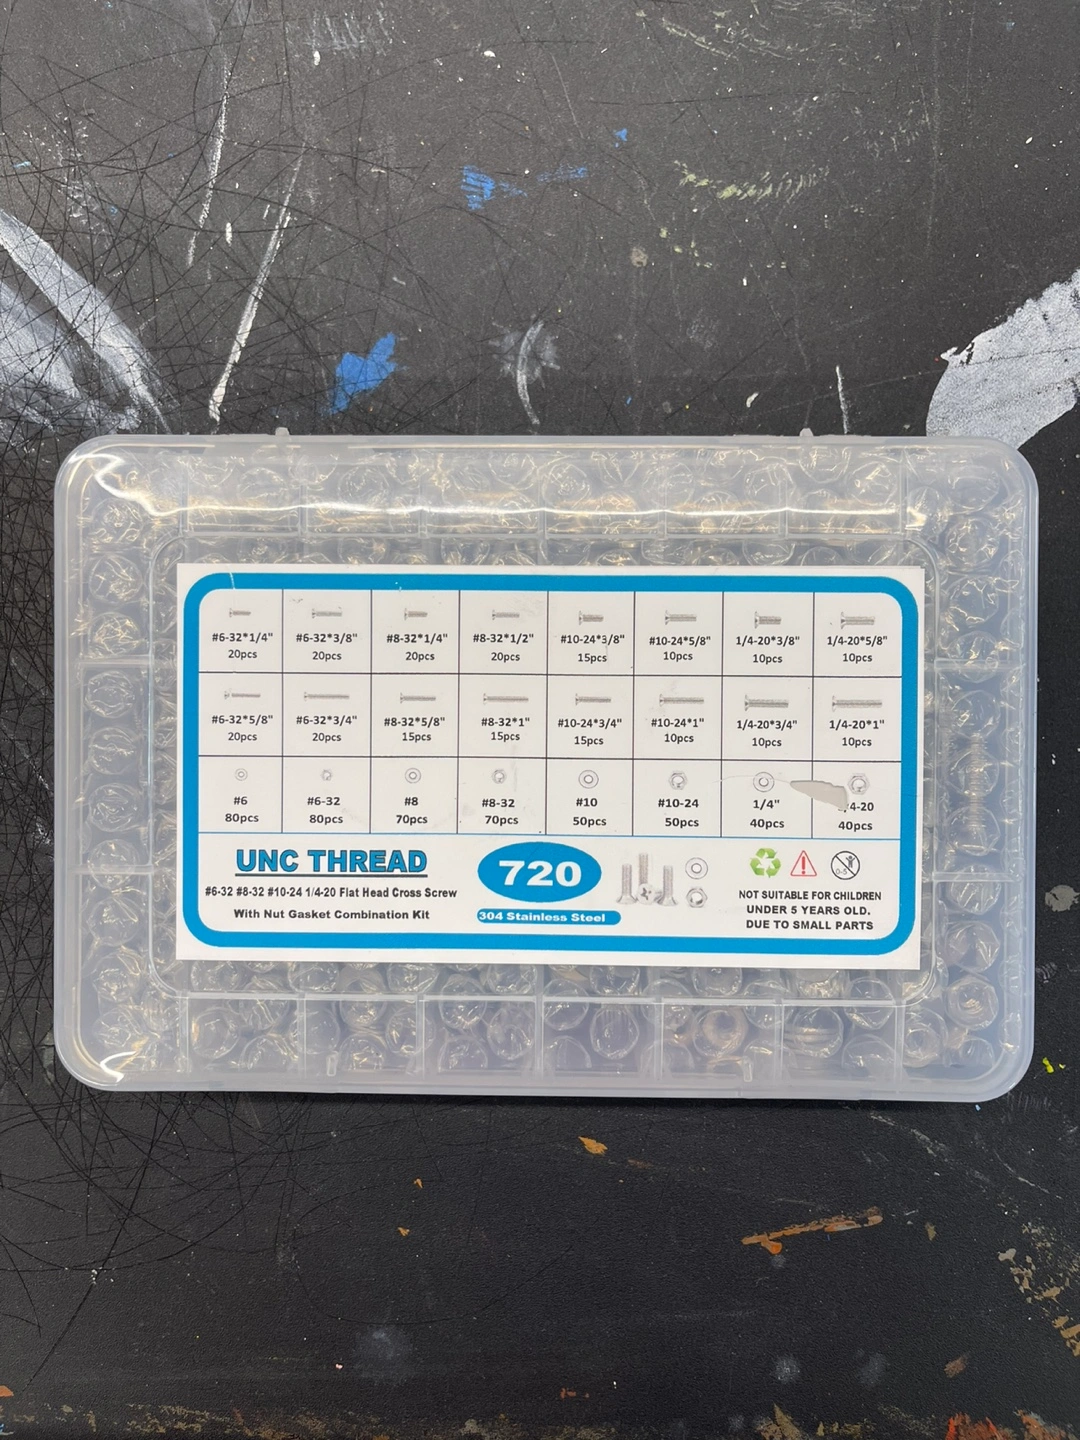 #6-32*1/4" #6-32*3/8" #8-32*1/4" #8-32*1/2" #10-24*3/8" #10-24*5/8" 1/4-20*3/8" 1/4-20*5/8"
20pcs 20pcs 20pcs 20pcs 15pcs 10pcs 10pcs 10pcs
#6-32*5/8" #6-32*3/4" #8-32*5/8" #8-32*1" #10-24*3/4" #10-24*1" 1/4-20*3/4" 1/4-20*1"
20pcs 20pcs 15pcs 15pcs 15pcs 10pcs 10pcs 10pcs
#6 #6-32 #8 #8-32 #10 #10-24 1/4" /4-20
80pcs 80pcs 70pcs 70pcs 50pcs 50pcs 40pcs 40pcs
UNC THREAD
#6-32 #8-32 #10-24 1/4-20 Flat Head Cross Screw
With Nut Gasket Combination Kit
720
304 Stainless Steel
0-5
NOT SUITABLE FOR CHILDREN
UNDER 5 YEARS OLD.
DUE TO SMALL PARTS